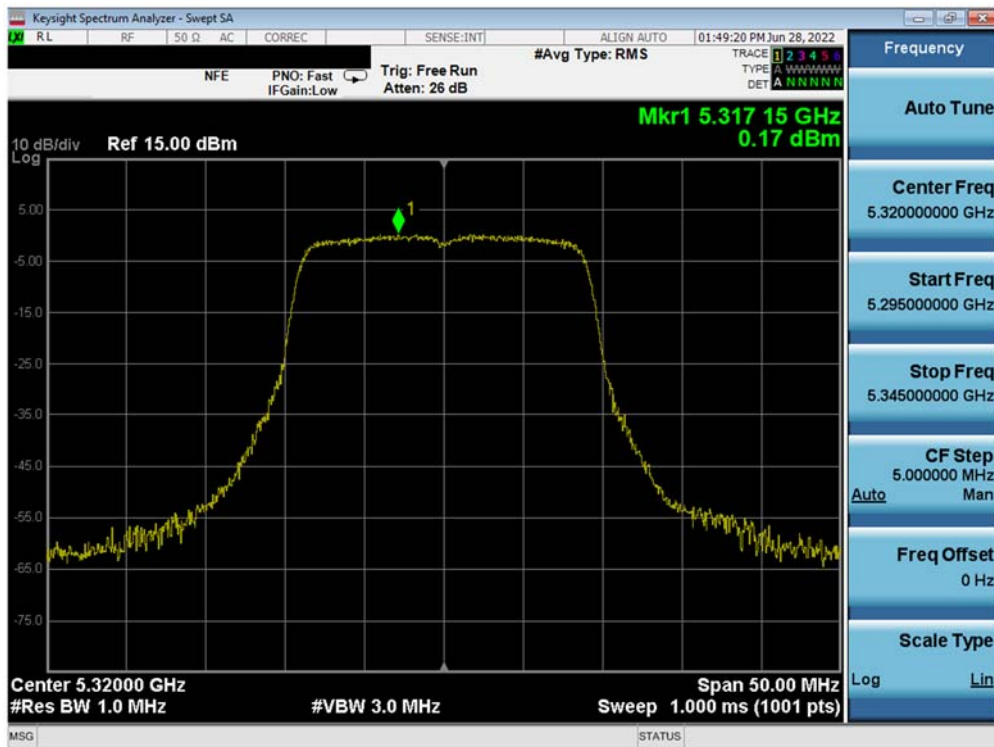 Keysight Spectrum Analyzer - Swept SA
LXI RL RF 50 Ω AC CORREC SENSE:INT ALIGN AUTO 01:49:20 PM Jun 28, 2022
NFE PNO: Fast Trig: Free Run #Avg Type: RMS TRACE 1 2 3 4 5 6
IFGain:Low Atten: 26 dB TYPE A WWWWW
DET A N N N N N
Mkr1 5.317 15 GHz
0.17 dBm
10 dB/div Ref 15.00 dBm
Log
1
5.00
-5.00
-15.0
-25.0
-35.0
-45.0
-55.0
-65.0
-75.0
Center 5.32000 GHz Span 50.00 MHz
#Res BW 1.0 MHz #VBW 3.0 MHz Sweep 1.000 ms (1001 pts)
MSG STATUS
Frequency
Auto Tune
Center Freq
5.320000000 GHz
Start Freq
5.295000000 GHz
Stop Freq
5.345000000 GHz
CF Step
5.000000 MHz
Auto Man
Freq Offset
0 Hz
Scale Type
Log Lin